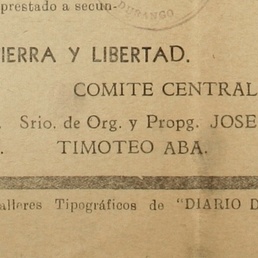 prestado a secun-
DURANGO
IERRA Y LIBERTAD.
COMITE CENTRAL
. Srio. de Org. y Propg. JOSE
. TIMOTEO ABA.
alleres Tipográficos de "DIARIO D